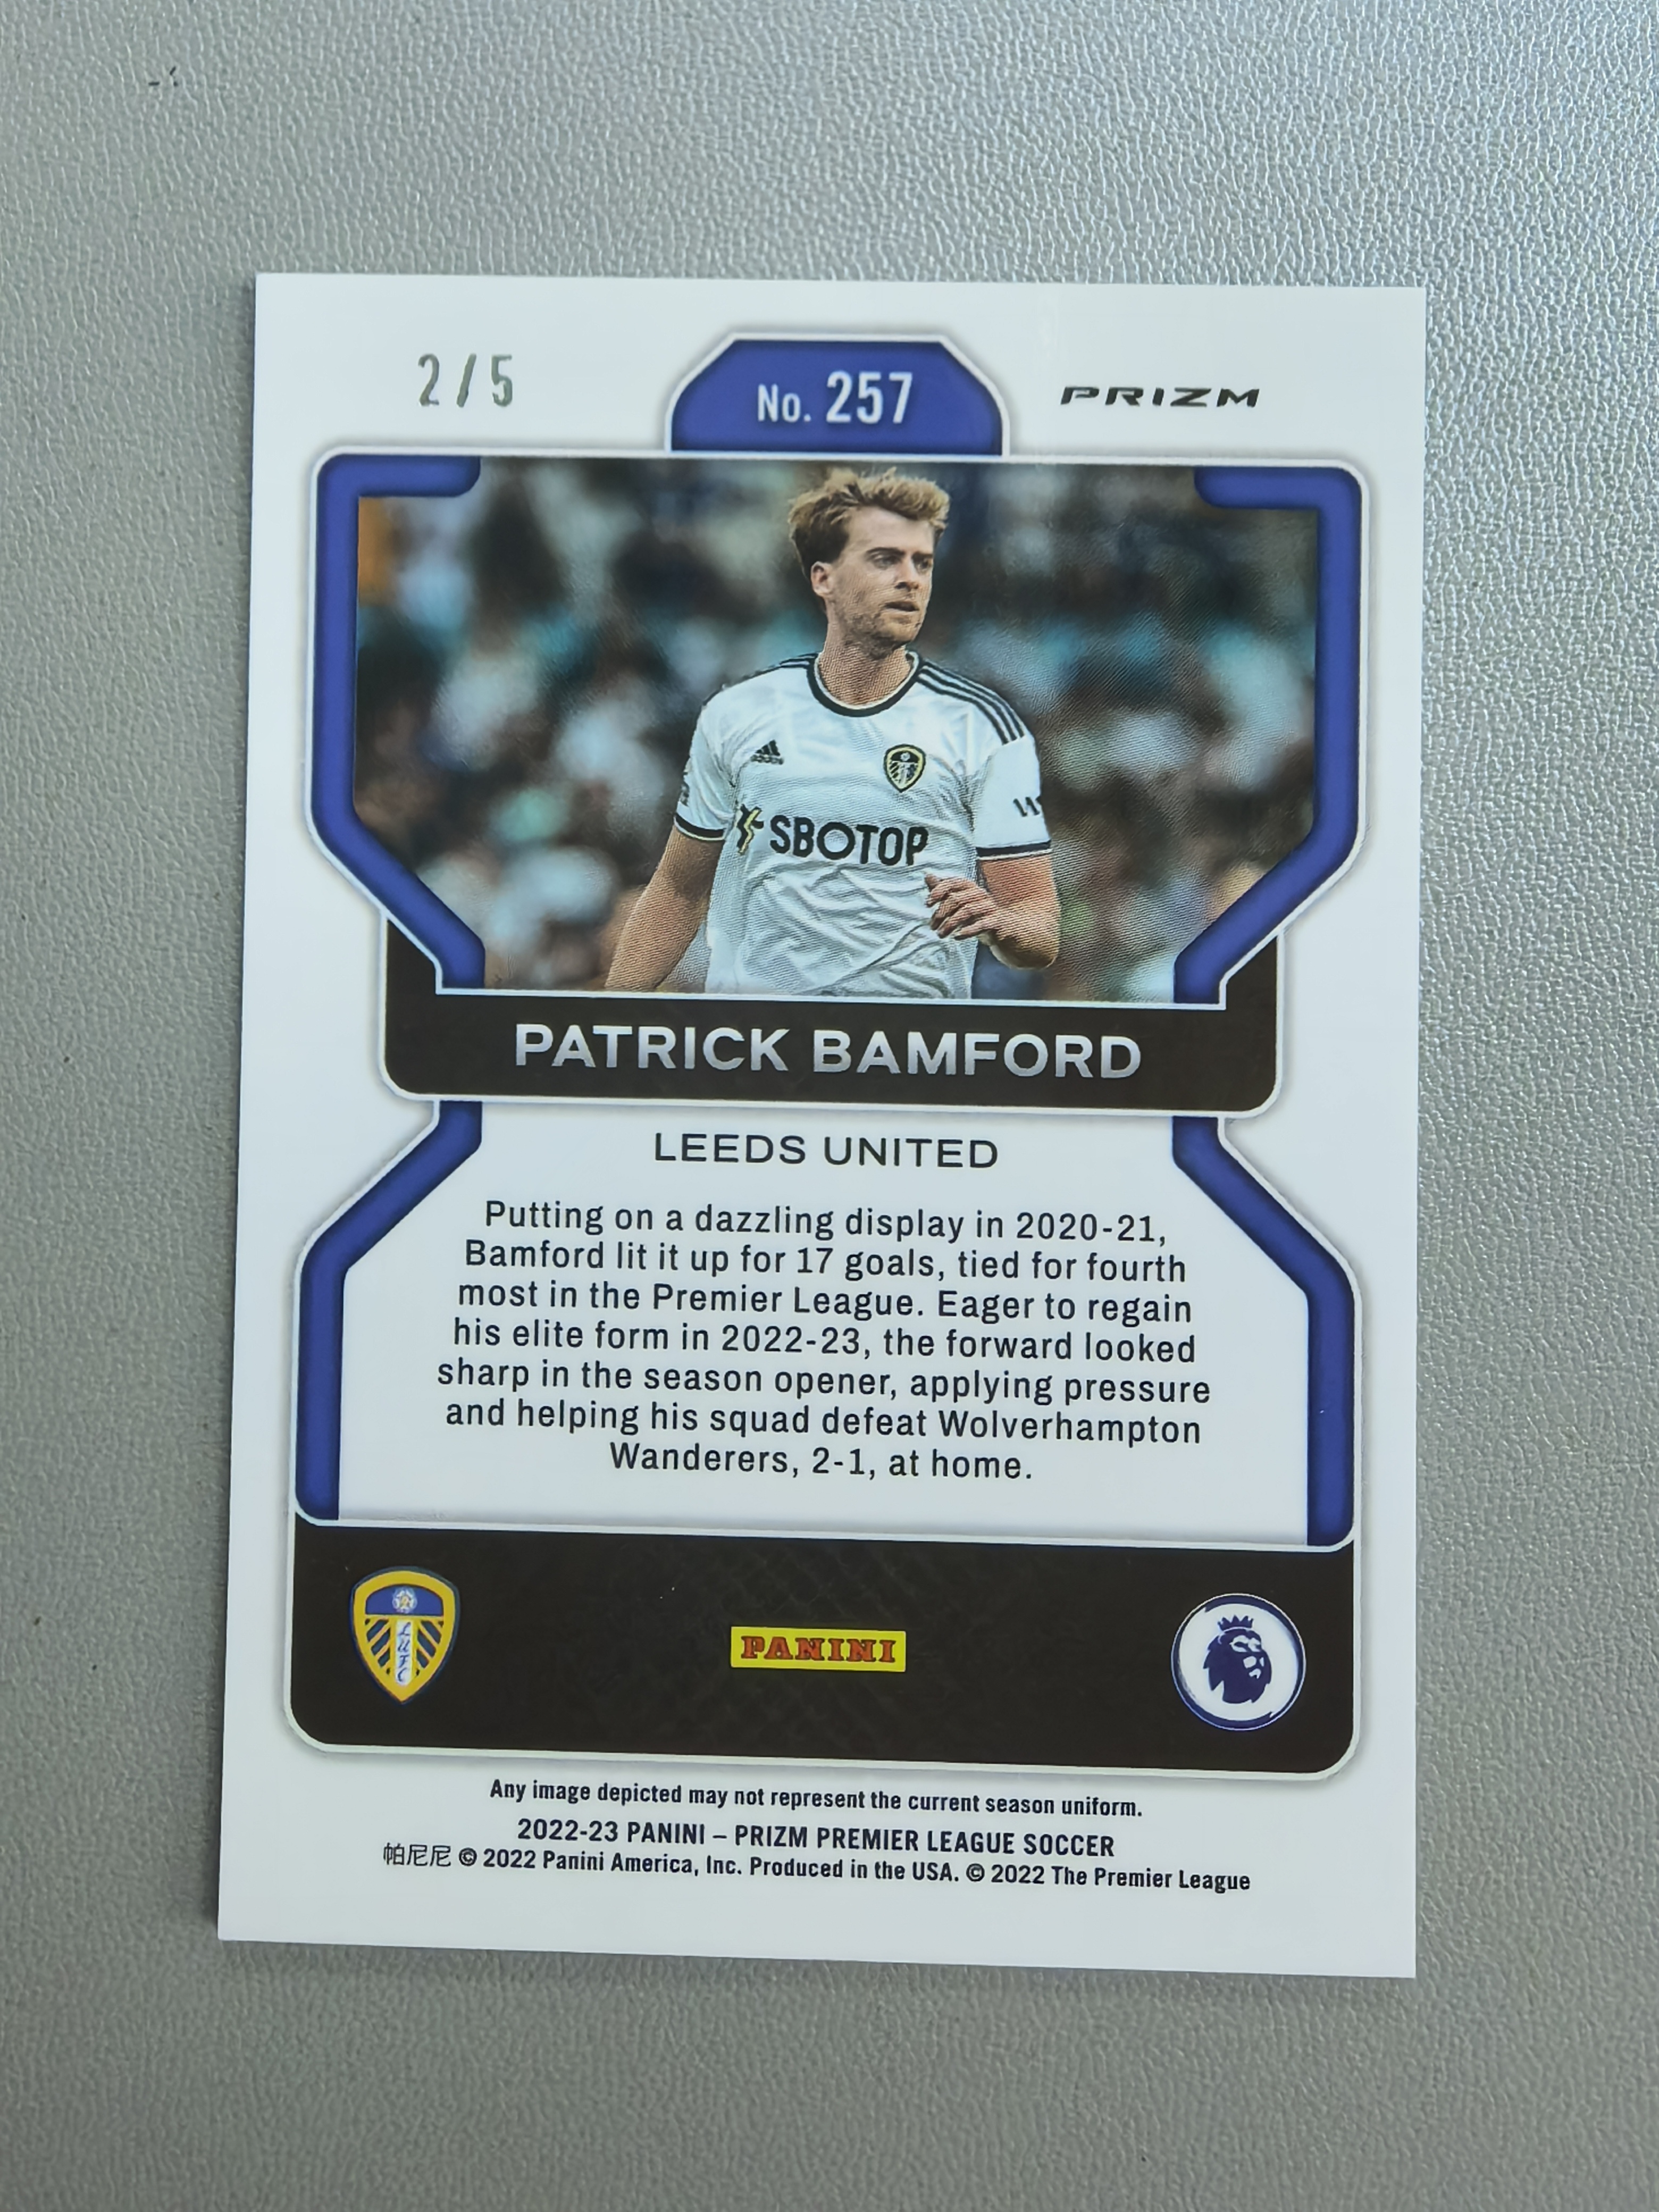 2/5
No. 257
PRIZM
adidas
SBOTOP
PATRICK BAMFORD
LEEDS UNITED
Putting on a dazzling display in 2020-21,
Bamford lit it up for 17 goals, tied for fourth
most in the Premier League. Eager to regain
his elite form in 2022-23, the forward looked
sharp in the season opener, applying pressure
and helping his squad defeat Wolverhampton
Wanderers, 2-1, at home.
LUFC
PANINI
Any image depicted may not represent the current season uniform.
2022-23 PANINI – PRIZM PREMIER LEAGUE SOCCER
帕尼尼 © 2022 Panini America, Inc. Produced in the USA. © 2022 The Premier League